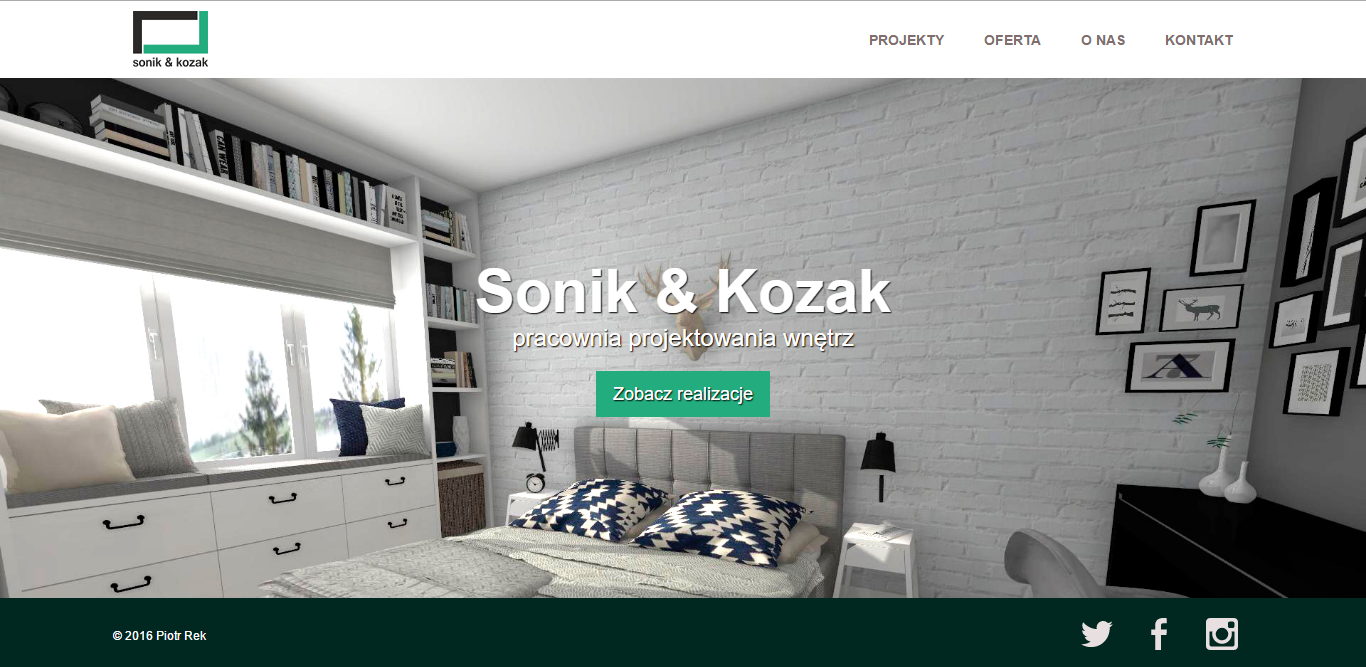 sonik & kozak
PROJEKTY OFERTA O NAS KONTAKT
Sonik & Kozak
pracownia projektowania wnętrz
Zobacz realizacje
A
© 2016 Piotr Rek